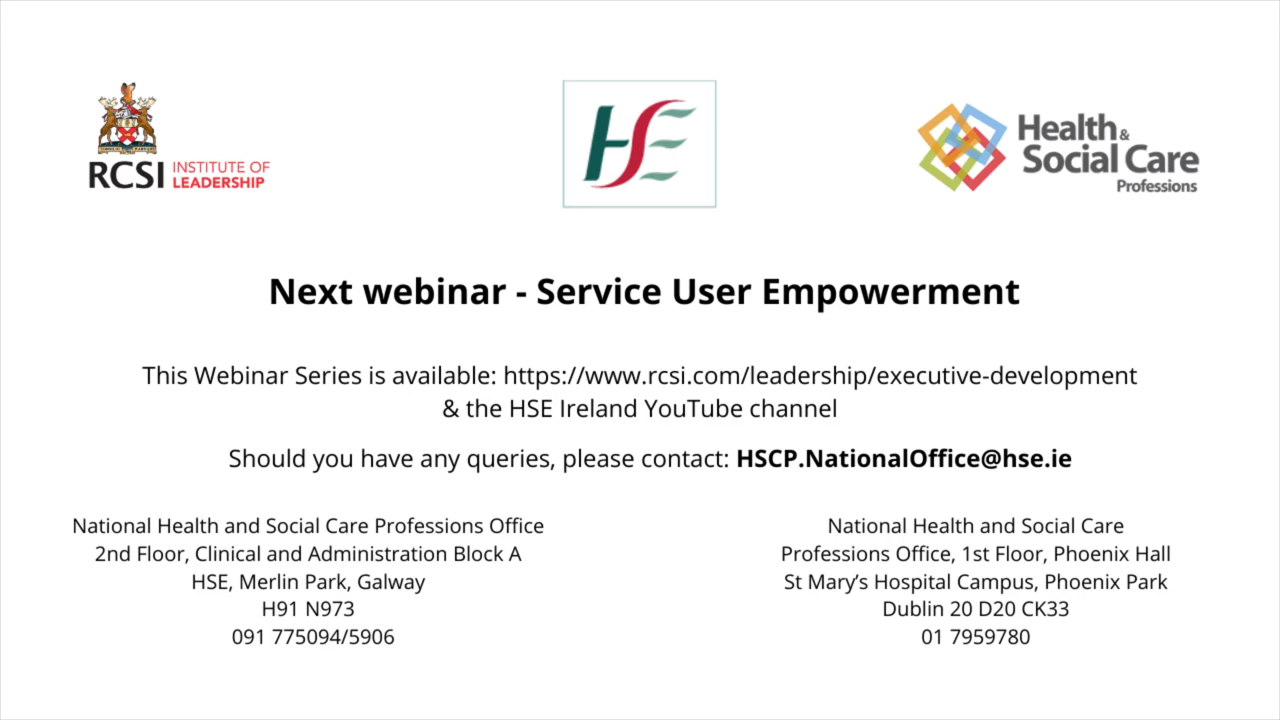 RCSI INSTITUTE OF LEADERSHIP
HSE
Health & Social Care Professions
Next webinar - Service User Empowerment
This Webinar Series is available: https://www.rcsi.com/leadership/executive-development
& the HSE Ireland YouTube channel
Should you have any queries, please contact: HSCP.NationalOffice@hse.ie
National Health and Social Care Professions Office
2nd Floor, Clinical and Administration Block A
HSE, Merlin Park, Galway
H91 N973
091 775094/5906
National Health and Social Care
Professions Office, 1st Floor, Phoenix Hall
St Mary’s Hospital Campus, Phoenix Park
Dublin 20 D20 CK33
01 7959780